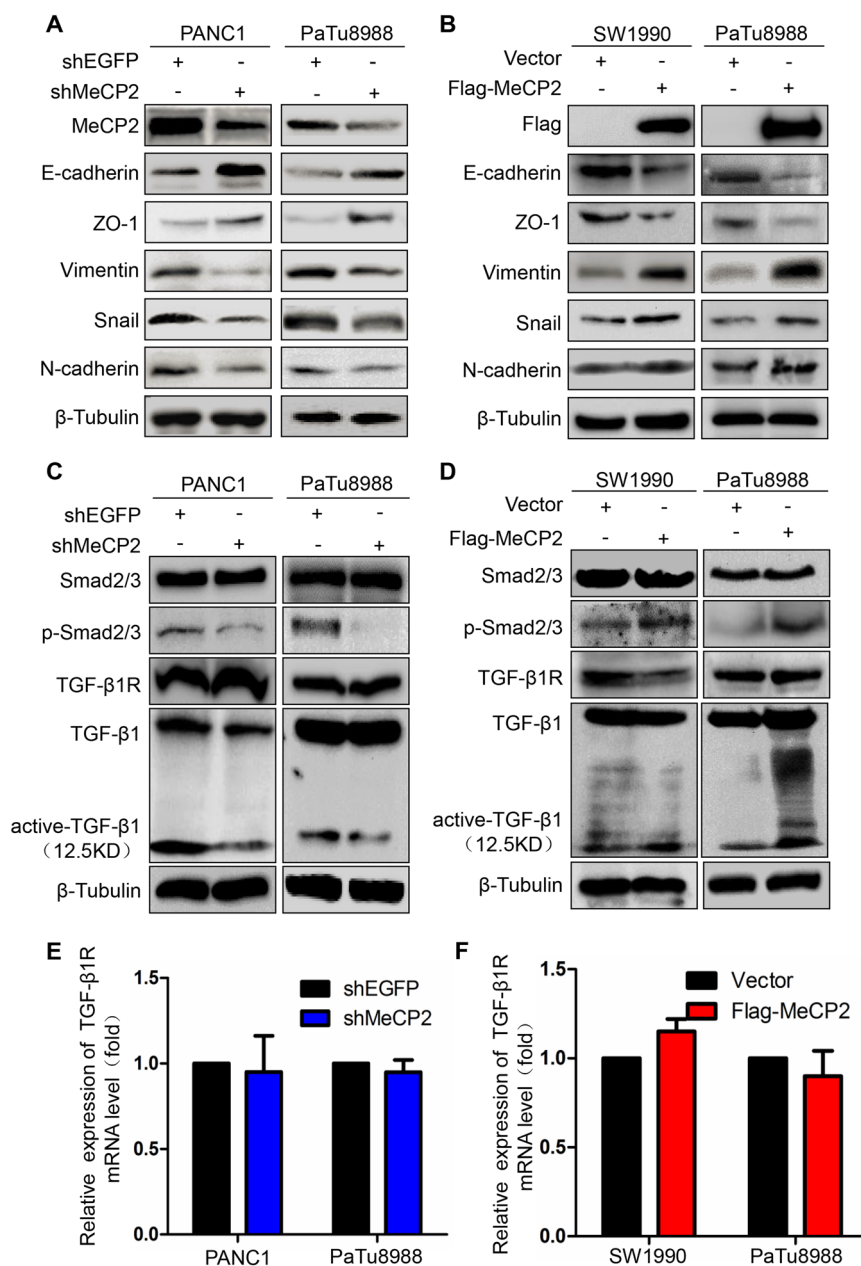 A
PANC1 PaTu8988
shEGFP + - + -
shMeCP2 - + - +
MeCP2
E-cadherin
ZO-1
Vimentin
Snail
N-cadherin
β-Tubulin
B
SW1990 PaTu8988
Vector + - + -
Flag-MeCP2 - + - +
Flag
E-cadherin
ZO-1
Vimentin
Snail
N-cadherin
β-Tubulin
C
PANC1 PaTu8988
shEGFP + - + -
shMeCP2 - + - +
Smad2/3
p-Smad2/3
TGF-β1R
TGF-β1
active-TGF-β1
（12.5KD）
β-Tubulin
D
SW1990 PaTu8988
Vector + - + -
Flag-MeCP2 - + - +
Smad2/3
p-Smad2/3
TGF-β1R
TGF-β1
active-TGF-β1
（12.5KD）
β-Tubulin
E
Relative expression of TGF-β1R
mRNA level（fold）
1.5
1.0
0.5
0.0
shEGFP
shMeCP2
PANC1 PaTu8988
F
Relative expression of TGF-β1R
mRNA level（fold）
1.5
1.0
0.5
0.0
Vector
Flag-MeCP2
SW1990 PaTu8988